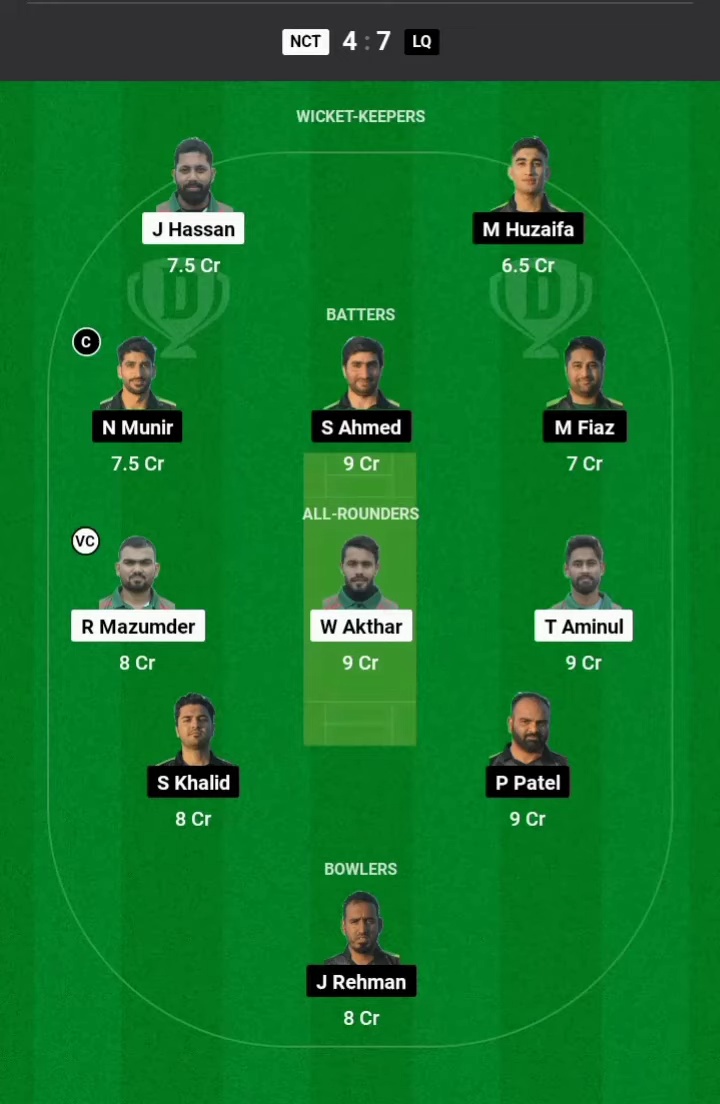 NCT 4 : 7 LQ
WICKET-KEEPERS
J Hassan M Huzaifa
7.5 Cr 6.5 Cr
D D
BATTERS
C
N Munir S Ahmed M Fiaz
7.5 Cr 9 Cr 7 Cr
ALL-ROUNDERS
VC
R Mazumder W Akthar T Aminul
8 Cr 9 Cr 9 Cr
S Khalid P Patel
8 Cr 9 Cr
BOWLERS
J Rehman
8 Cr